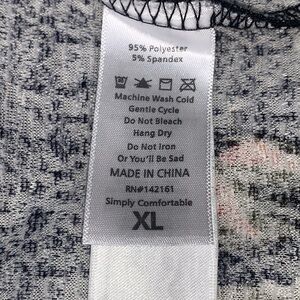 95% Polyester
5% Spandex
Machine Wash Cold
Gentle Cycle
Do Not Bleach
Hang Dry
Do Not Iron
Or You'll Be Sad
MADE IN CHINA
RN#142161
Simply Comfortable
XL